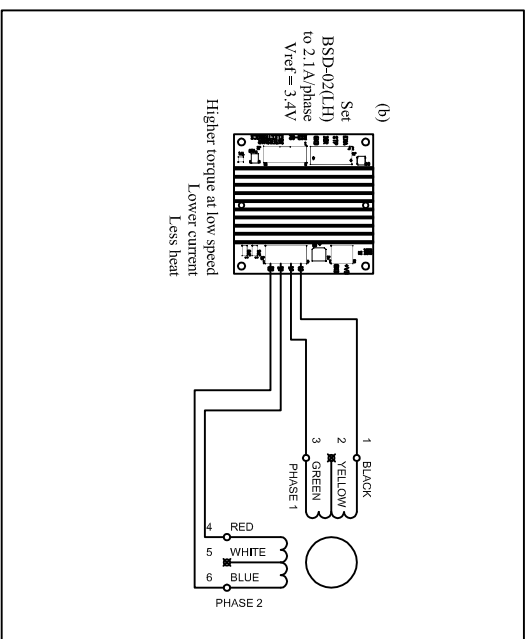 (b)
Set
BSD-02(LH)
to 2.1A/phase
Vref = 3.4V
Higher torque at low speed
Lower current
Less heat
1 BLACK
2 YELLOW
3 GREEN
PHASE 1
4 RED
5 WHITE
6 BLUE
PHASE 2